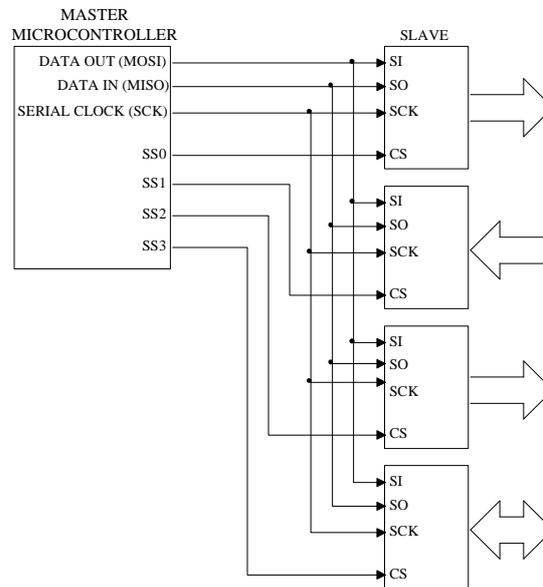 MASTER
MICROCONTROLLER
DATA OUT (MOSI)
DATA IN (MISO)
SERIAL CLOCK (SCK)
SS0
SS1
SS2
SS3
SLAVE
SI
SO
SCK
CS
SI
SO
SCK
CS
SI
SO
SCK
CS
SI
SO
SCK
CS